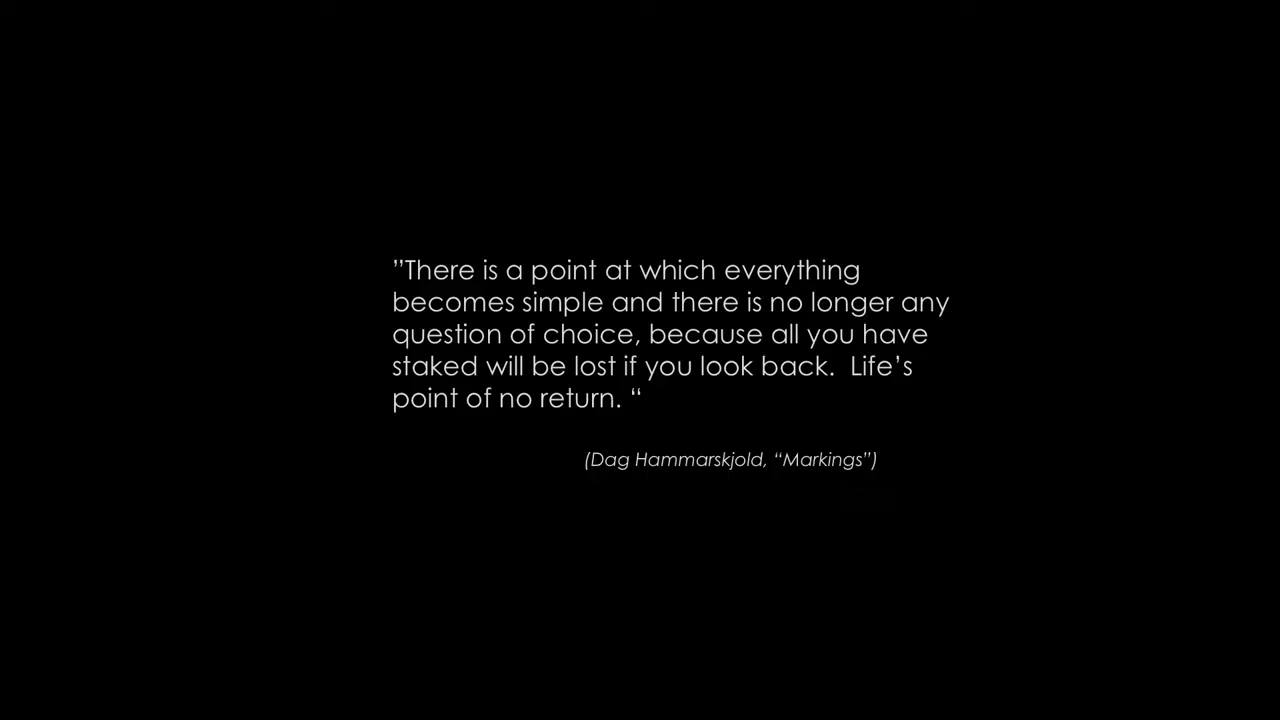 ”There is a point at which everything
becomes simple and there is no longer any
question of choice, because all you have
staked will be lost if you look back.  Life’s
point of no return. “
(Dag Hammarskjold, “Markings”)